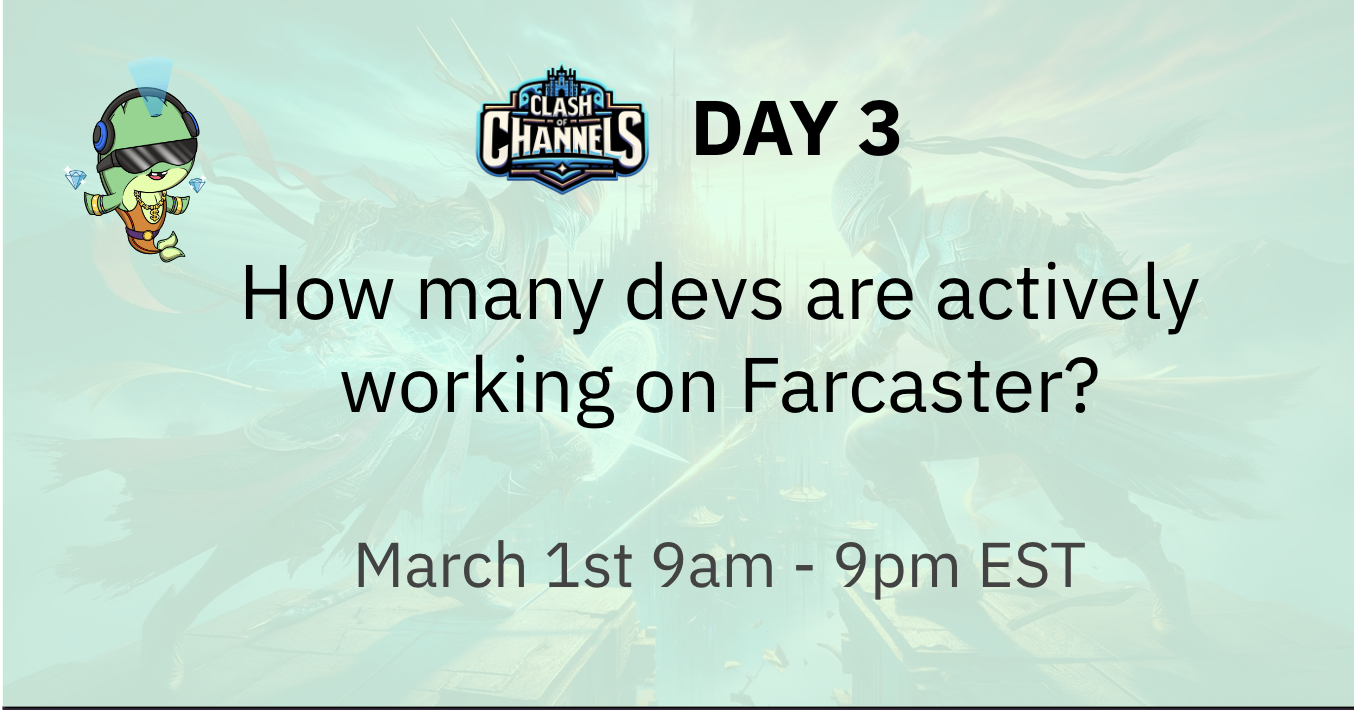 CLASH
OF
CHANNELS
DAY 3
How many devs are actively
working on Farcaster?
March 1st 9am - 9pm EST